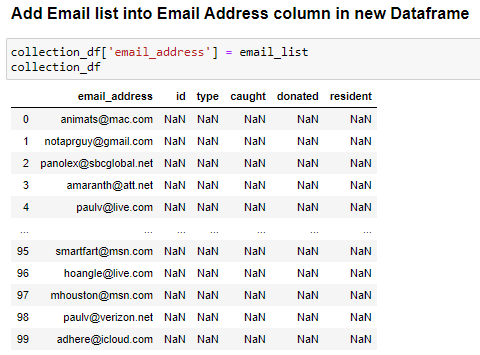 Add Email list into Email Address column in new Dataframe
collection_df['email_address'] = email_list
collection_df
email_address id type caught donated resident
0 animats@mac.com NaN NaN NaN NaN NaN
1 notaprguy@gmail.com NaN NaN NaN NaN NaN
2 panolex@sbcglobal.net NaN NaN NaN NaN NaN
3 amaranth@att.net NaN NaN NaN NaN NaN
4 paulv@live.com NaN NaN NaN NaN NaN
... ... ... ... ... ... ...
95 smartfart@msn.com NaN NaN NaN NaN NaN
96 hoangle@live.com NaN NaN NaN NaN NaN
97 mhouston@msn.com NaN NaN NaN NaN NaN
98 paulv@verizon.net NaN NaN NaN NaN NaN
99 adhere@icloud.com NaN NaN NaN NaN NaN